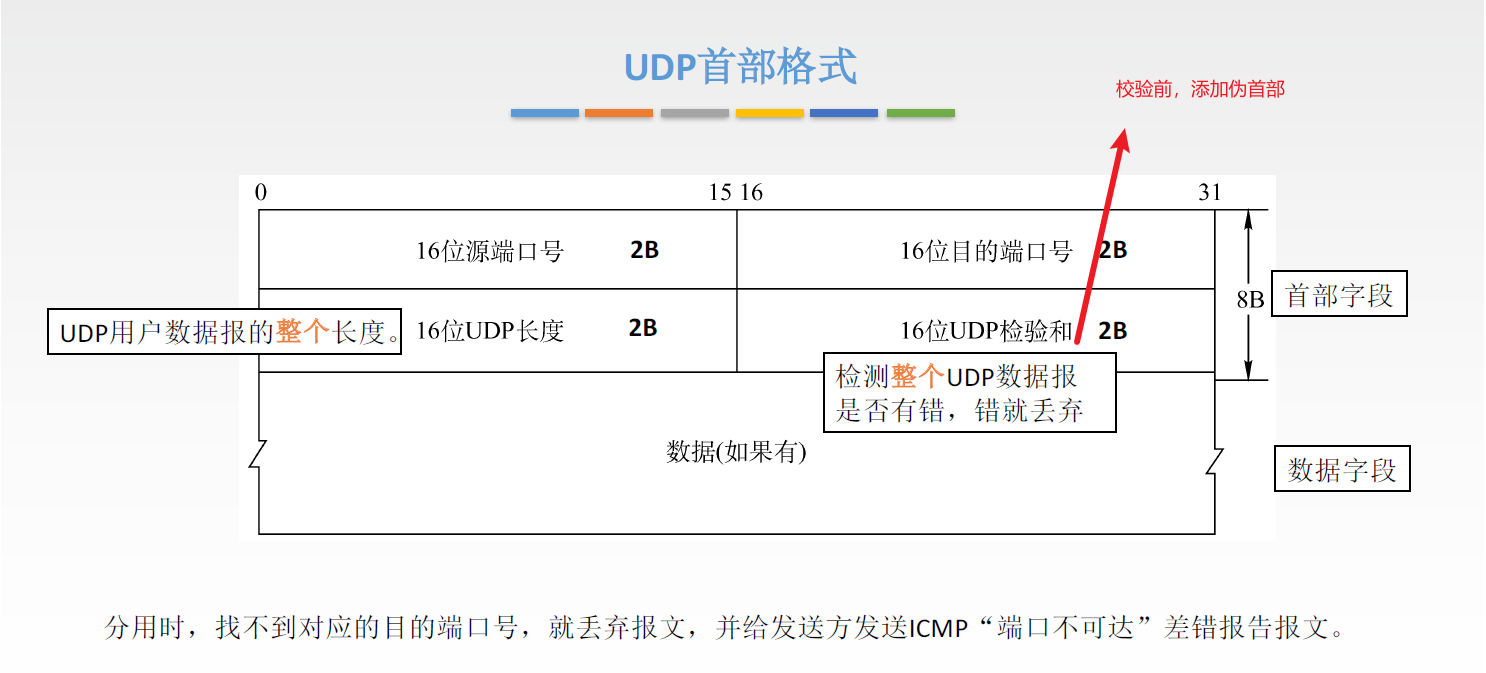 UDP首部格式
校验前，添加伪首部
0 15 16 31
16位源端口号 2B 16位目的端口号 2B
8B 首部字段
UDP用户数据报的整个长度。 16位UDP长度 2B 16位UDP检验和 2B
检测整个UDP数据报
是否有错，错就丢弃
数据(如果有)
数据字段
分用时，找不到对应的目的端口号，就丢弃报文，并给发送方发送ICMP“端口不可达”差错报告报文。